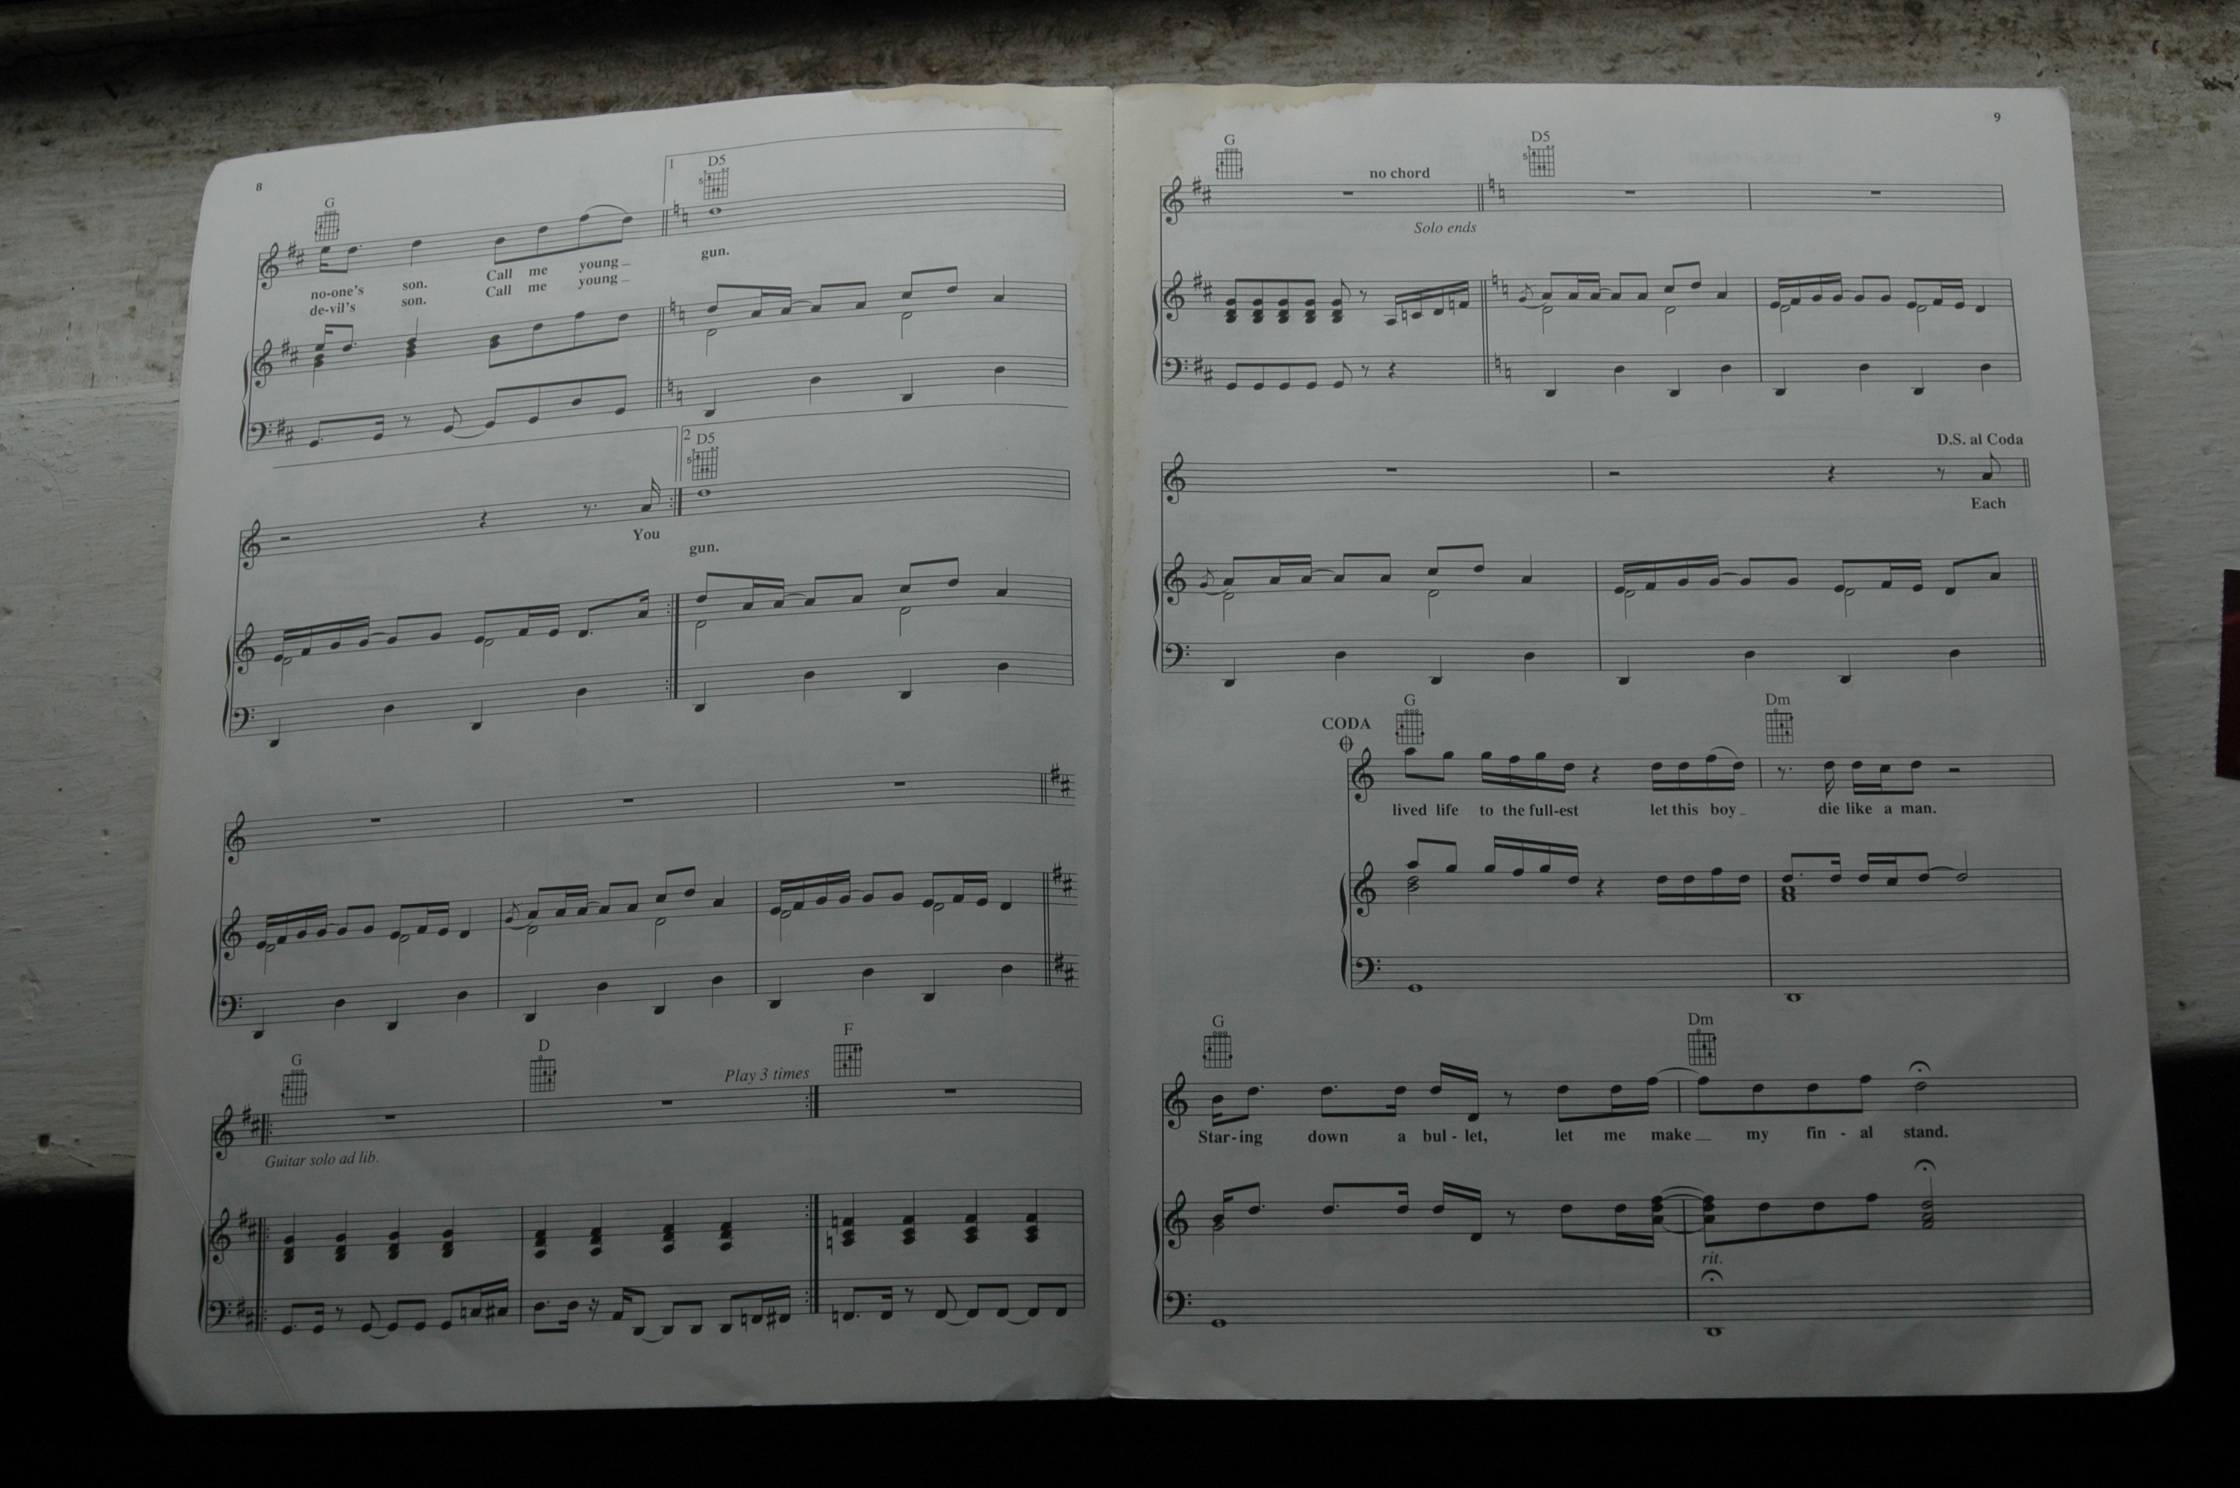 8
G
1
D5
no-one's son. Call me young gun.
de-vil's son. Call me young
2
D5
5
You gun.
G
D
Play 3 times
F
Guitar solo ad lib.
9
G
no chord
D5
5
Solo ends
D.S. al Coda
Each
CODA
G
Dm
lived life to the full-est let this boy die like a man.
G
Dm
Star-ing down a bul-let, let me make my fin-al stand.
rit.